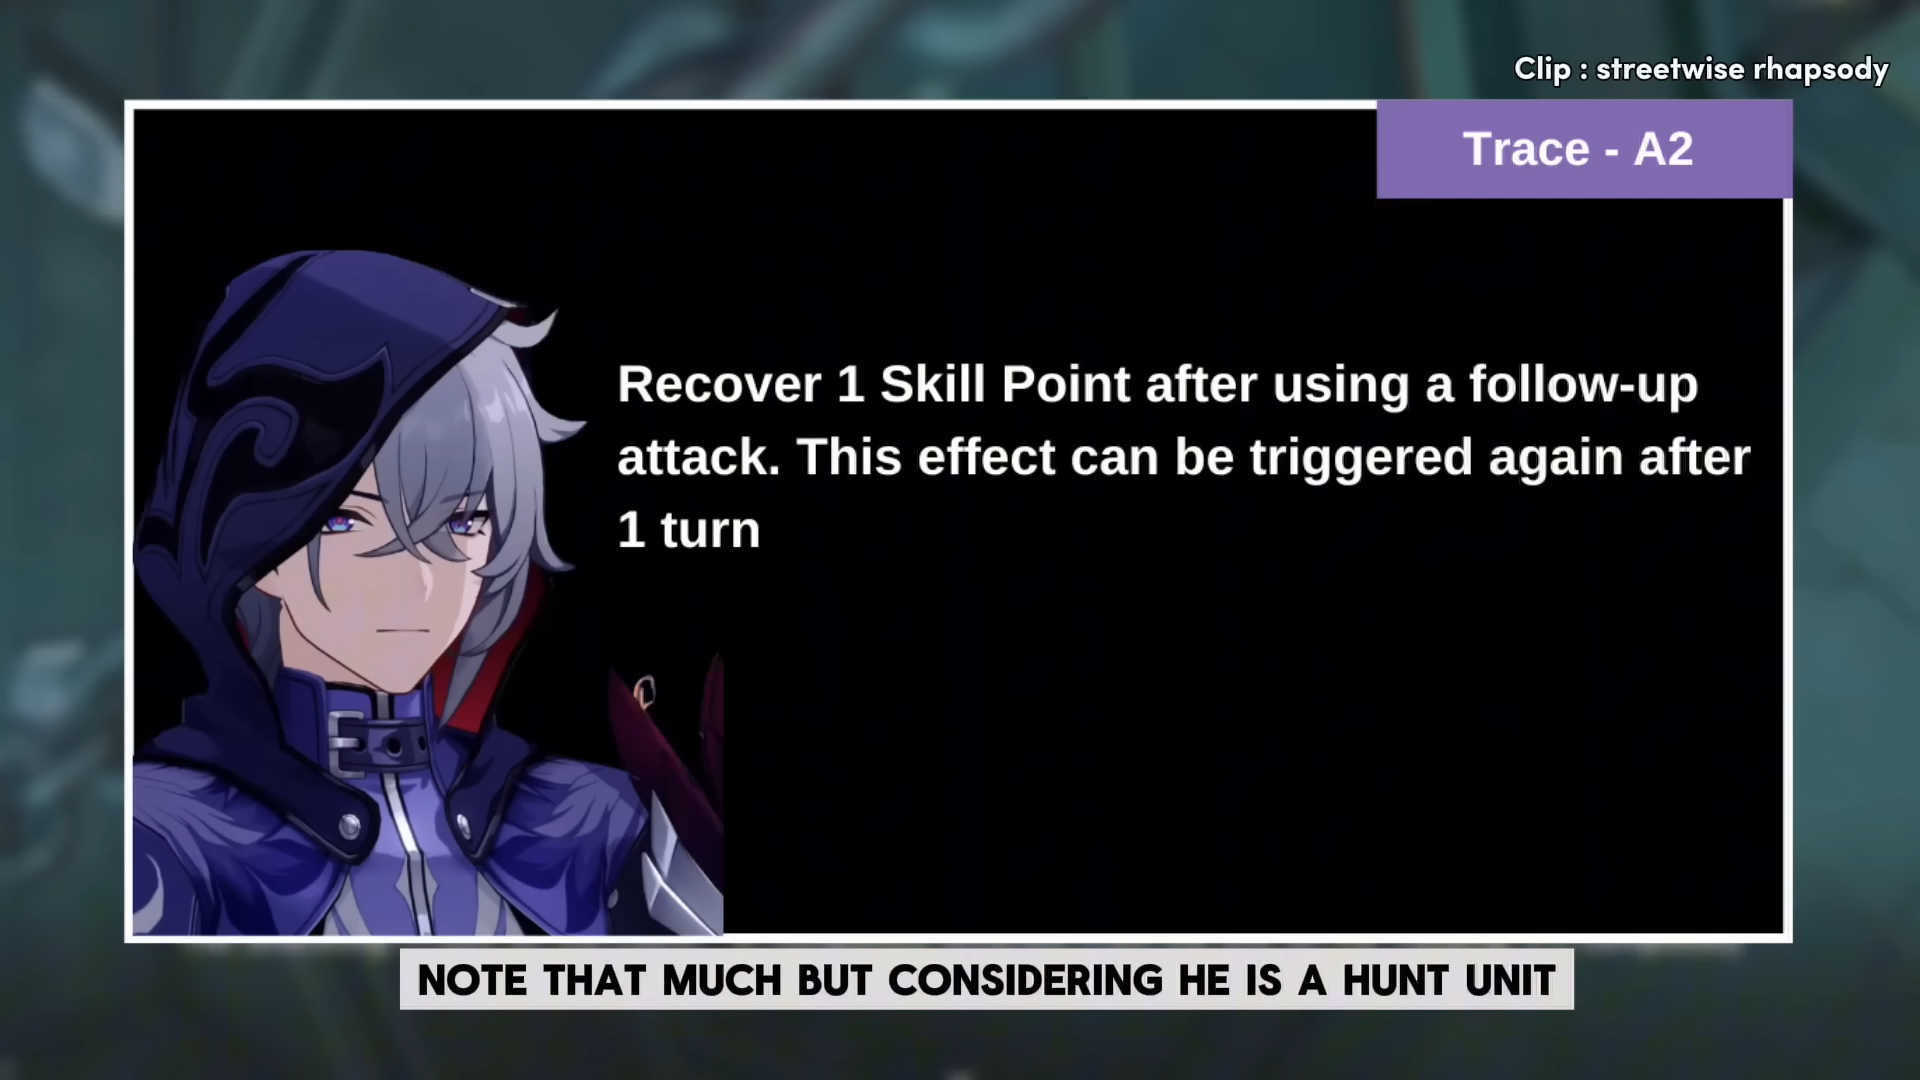 Clip : streetwise rhapsody
Trace - A2
Recover 1 Skill Point after using a follow-up
attack. This effect can be triggered again after
1 turn
NOTE THAT MUCH BUT CONSIDERING HE IS A HUNT UNIT